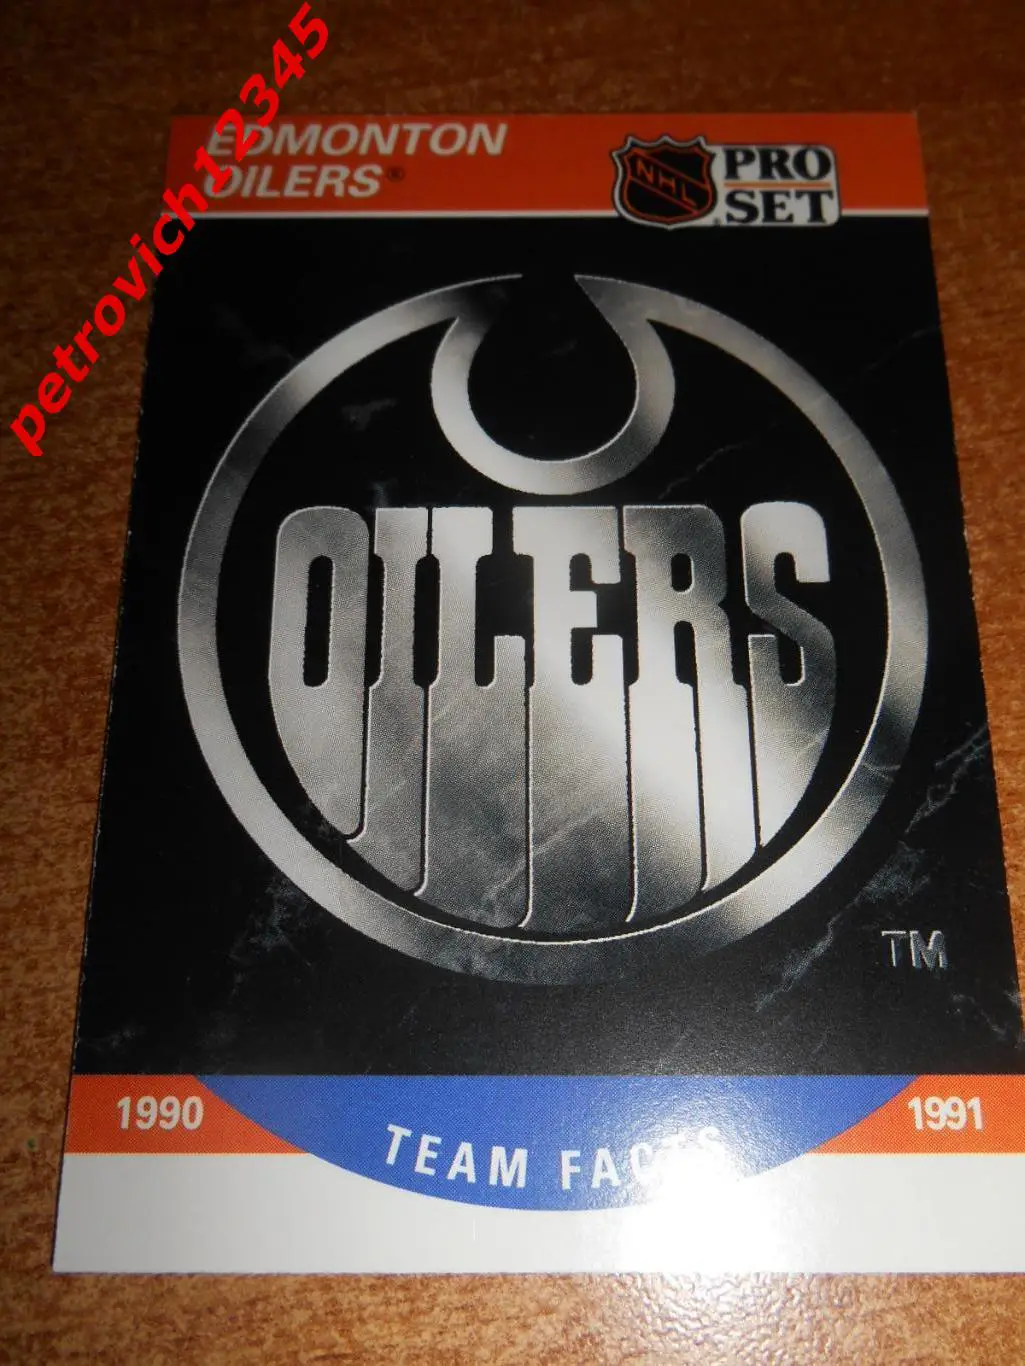 petrovich12345
EDMONTON
OILERS®
NHL
PRO
SET
OILERS
TM
1990
1991
TEAM FACTS